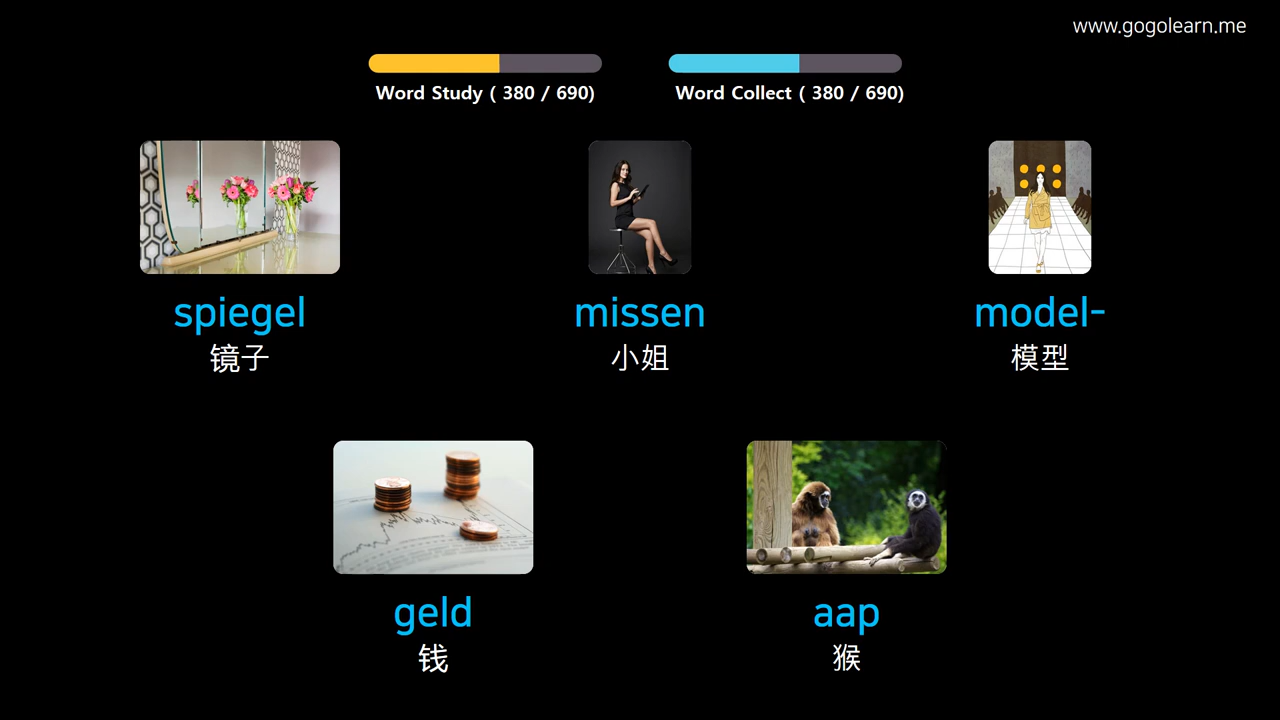 www.gogolearn.me
Word Study ( 380 / 690)
Word Collect ( 380 / 690)
spiegel
镜子
missen
小姐
model-
模型
geld
钱
aap
猴